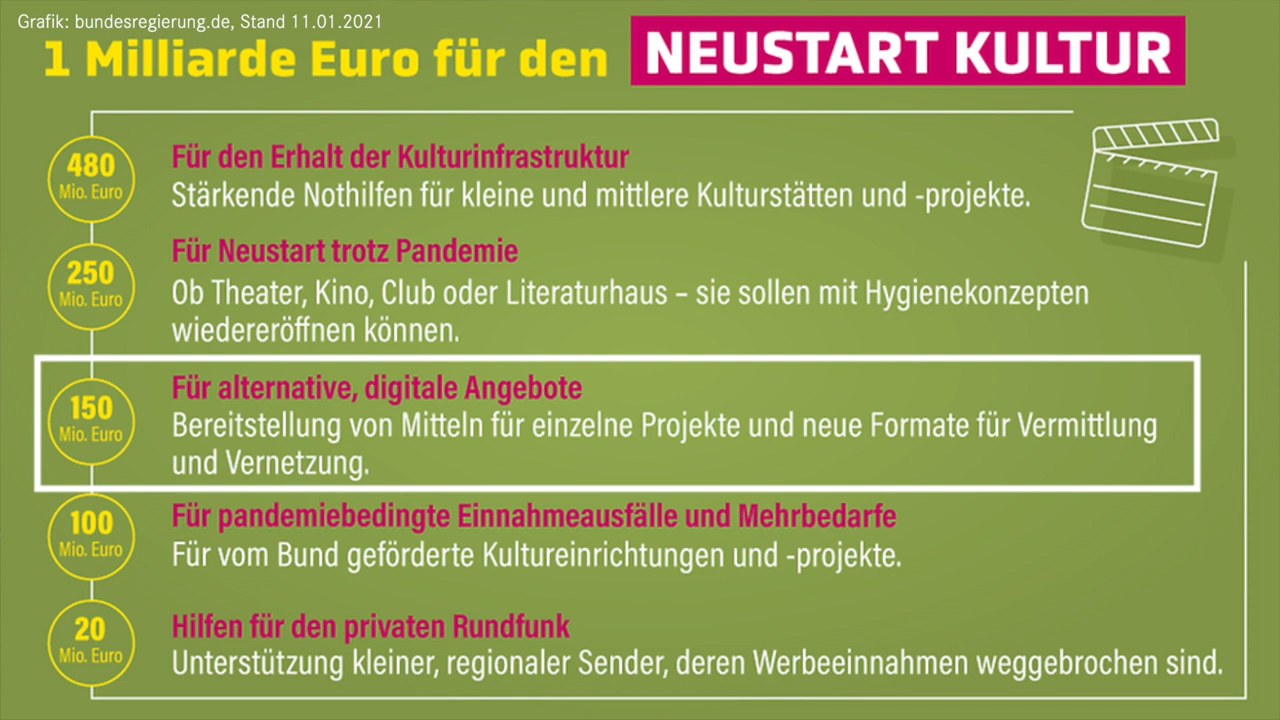 Grafik: bundesregierung.de, Stand 11.01.2021
1 Milliarde Euro für den NEUSTART KULTUR
480 Mio. Euro
Für den Erhalt der Kulturinfrastruktur
Stärkende Nothilfen für kleine und mittlere Kulturstätten und -projekte.
250 Mio. Euro
Für Neustart trotz Pandemie
Ob Theater, Kino, Club oder Literaturhaus – sie sollen mit Hygienekonzepten
wiedereröffnen können.
150 Mio. Euro
Für alternative, digitale Angebote
Bereitstellung von Mitteln für einzelne Projekte und neue Formate für Vermittlung
und Vernetzung.
100 Mio. Euro
Für pandemiebedingte Einnahmeausfälle und Mehrbedarfe
Für vom Bund geförderte Kultureinrichtungen und -projekte.
20 Mio. Euro
Hilfen für den privaten Rundfunk
Unterstützung kleiner, regionaler Sender, deren Werbeeinnahmen weggebrochen sind.